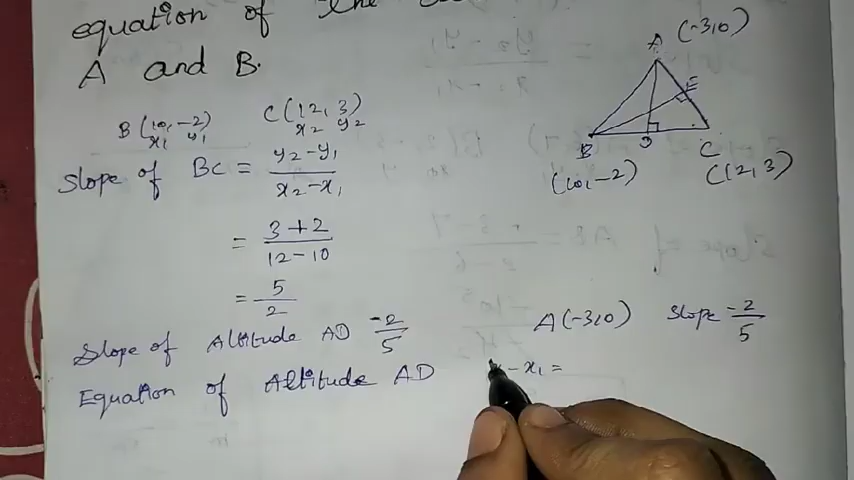 equation of the
A and B.
B (10, -2) C (12, 3)
x₁ y₁ x₂ y₂
Slope of BC = y₂-y₁ / x₂-x₁
= 3+2 / 12-10
= 5 / 2
Slope of Altitude AD -2/5
Equation of Altitude AD
A (-3,0)
E
B D C
(10, -2) C(12, 3)
A (-3,0) Slope -2/5
- x₁ =